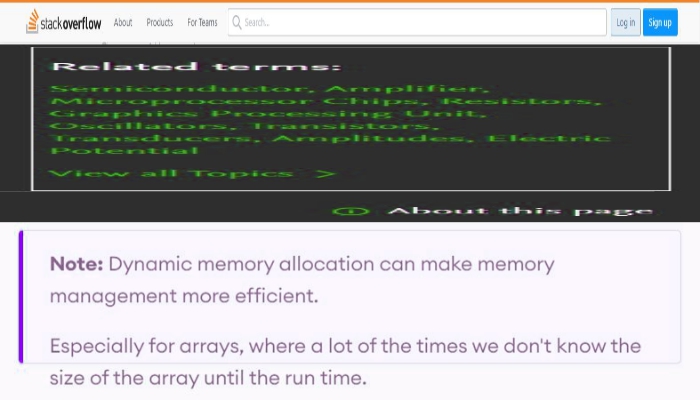 stackoverflow About Products For Teams Search... Log in Sign up
Related terms:
Semiconductor, Amplifier,
Microprocessor Chips, Resistors,
Graphics Processing Unit,
Oscillators, Transistors,
Transducers, Amplitudes, Electric
Potential
View all Topics >
About this page
Note: Dynamic memory allocation can make memory
management more efficient.
Especially for arrays, where a lot of the times we don't know the
size of the array until the run time.